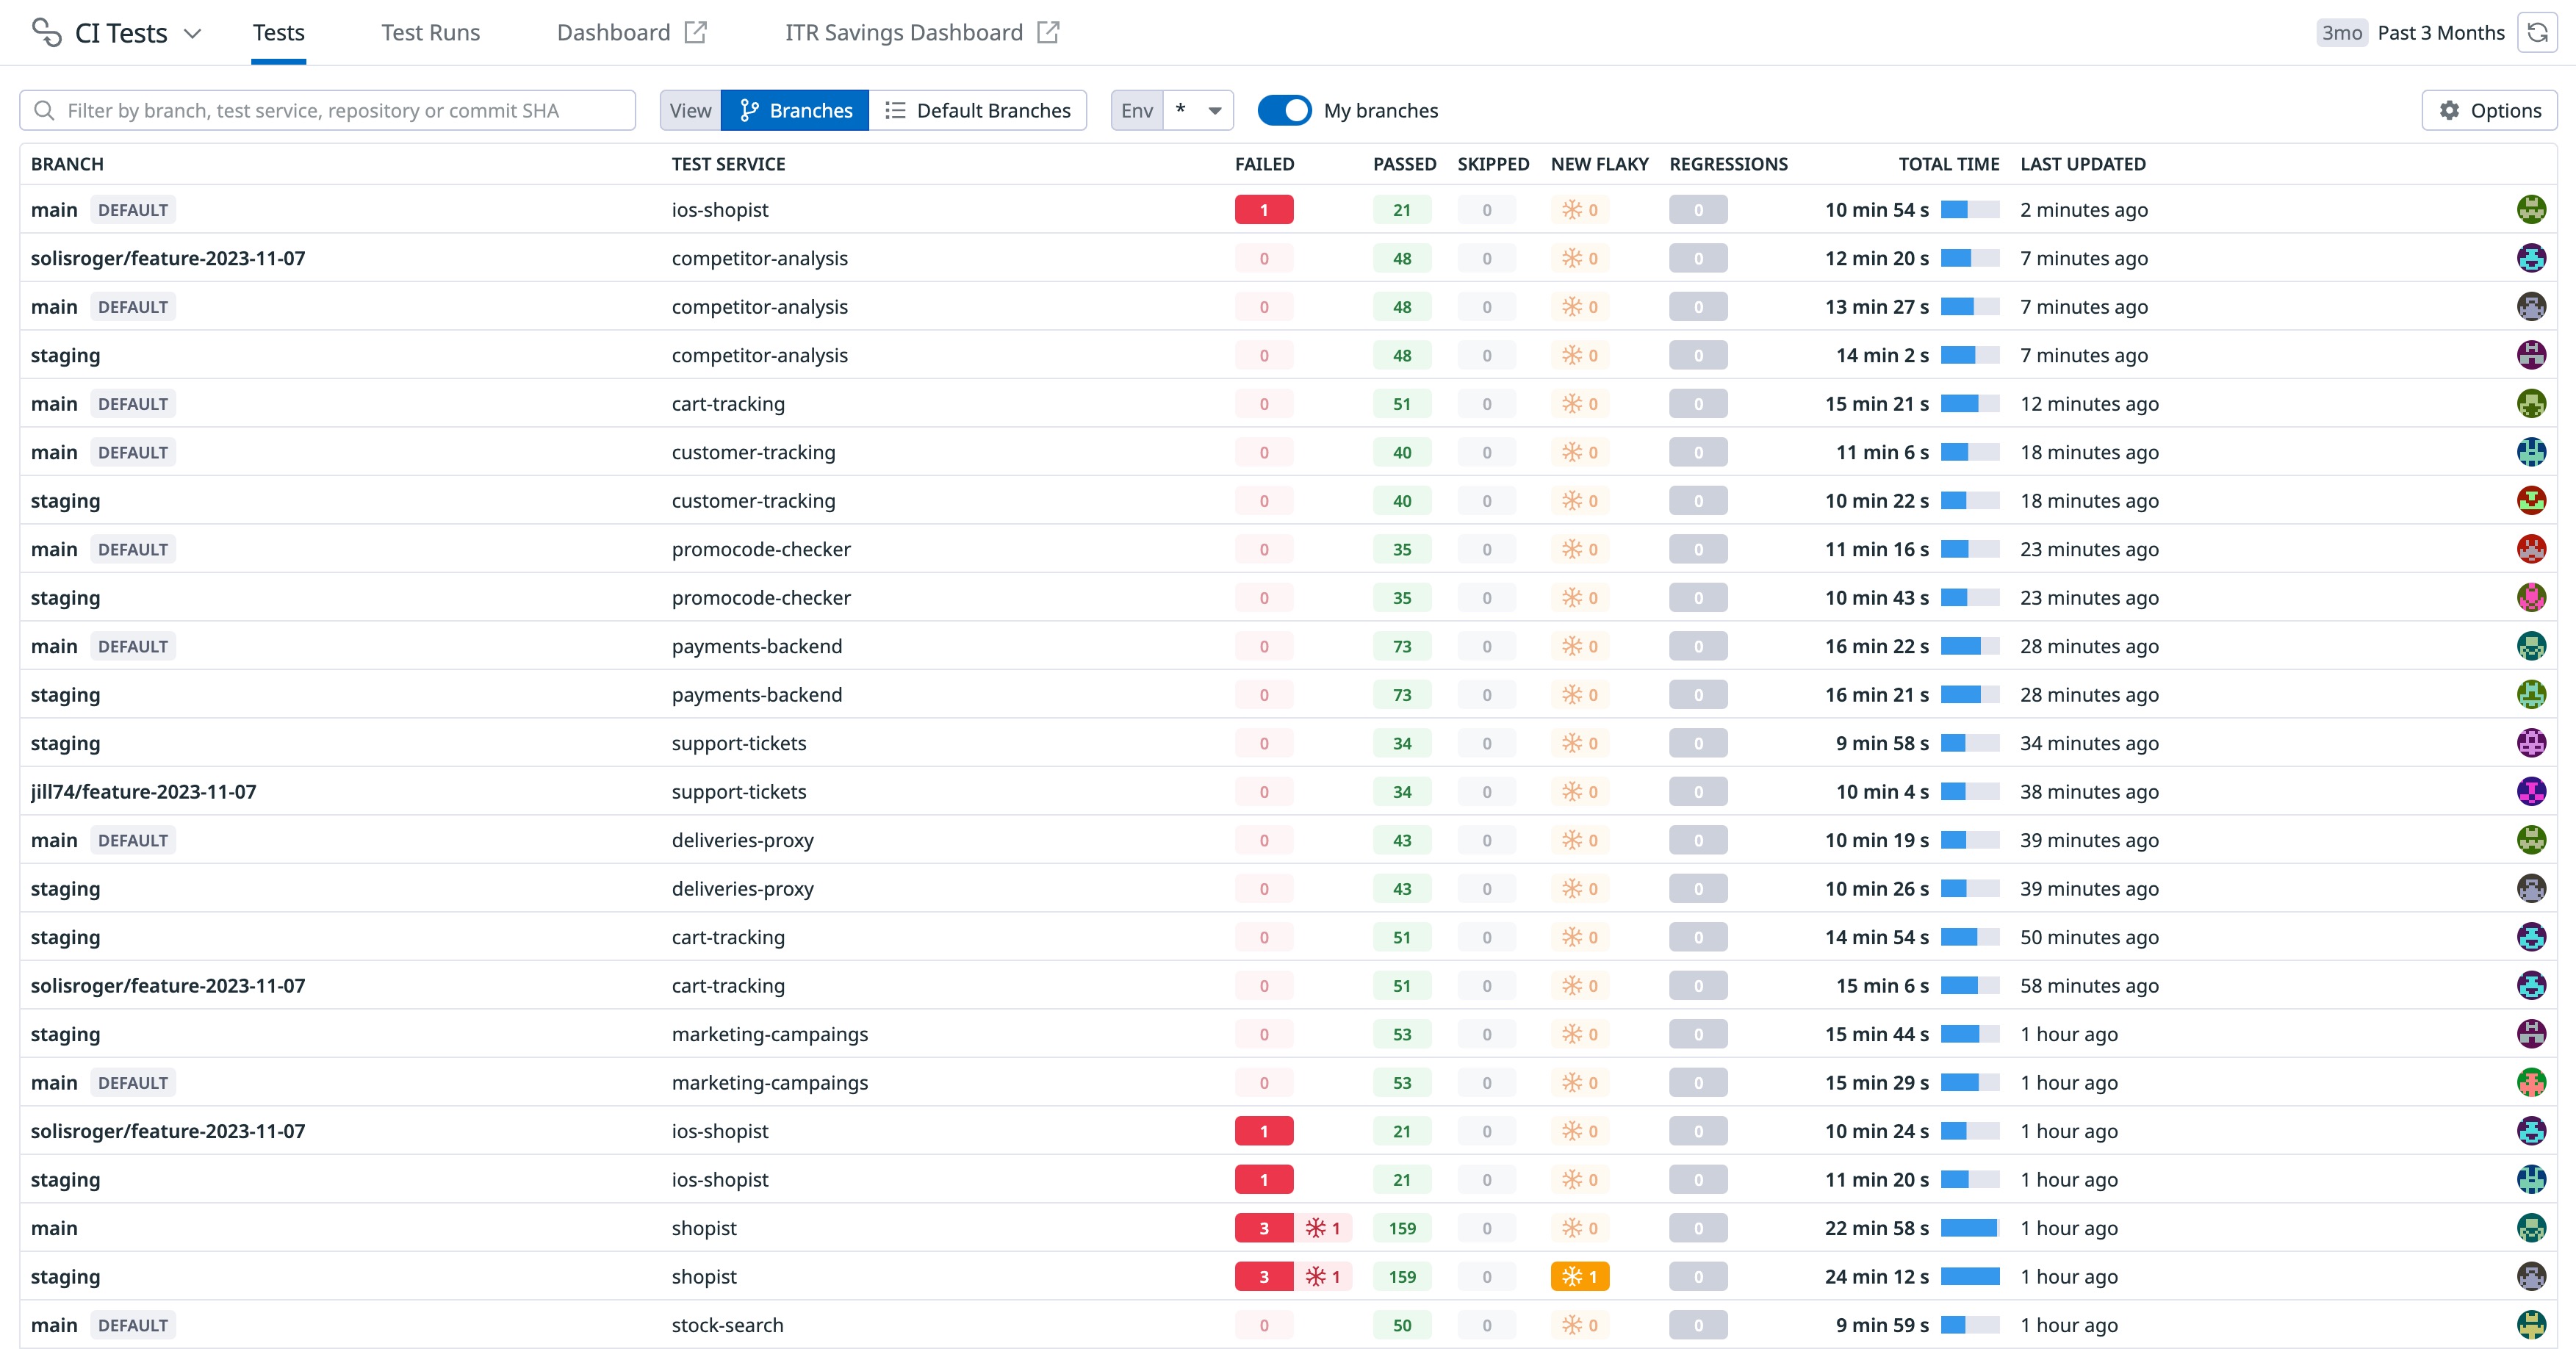 CI Tests Tests Test Runs Dashboard ITR Savings Dashboard 3mo Past 3 Months
Filter by branch, test service, repository or commit SHA View Branches Default Branches Env * My branches Options
BRANCH TEST SERVICE FAILED PASSED SKIPPED NEW FLAKY REGRESSIONS TOTAL TIME LAST UPDATED
main DEFAULT ios-shopist 1 21 0 0 0 10 min 54 s 2 minutes ago
solisroger/feature-2023-11-07 competitor-analysis 0 48 0 0 0 12 min 20 s 7 minutes ago
main DEFAULT competitor-analysis 0 48 0 0 0 13 min 27 s 7 minutes ago
staging competitor-analysis 0 48 0 0 0 14 min 2 s 7 minutes ago
main DEFAULT cart-tracking 0 51 0 0 0 15 min 21 s 12 minutes ago
main DEFAULT customer-tracking 0 40 0 0 0 11 min 6 s 18 minutes ago
staging customer-tracking 0 40 0 0 0 10 min 22 s 18 minutes ago
main DEFAULT promocode-checker 0 35 0 0 0 11 min 16 s 23 minutes ago
staging promocode-checker 0 35 0 0 0 10 min 43 s 23 minutes ago
main DEFAULT payments-backend 0 73 0 0 0 16 min 22 s 28 minutes ago
staging payments-backend 0 73 0 0 0 16 min 21 s 28 minutes ago
staging support-tickets 0 34 0 0 0 9 min 58 s 34 minutes ago
jill74/feature-2023-11-07 support-tickets 0 34 0 0 0 10 min 4 s 38 minutes ago
main DEFAULT deliveries-proxy 0 43 0 0 0 10 min 19 s 39 minutes ago
staging deliveries-proxy 0 43 0 0 0 10 min 26 s 39 minutes ago
staging cart-tracking 0 51 0 0 0 14 min 54 s 50 minutes ago
solisroger/feature-2023-11-07 cart-tracking 0 51 0 0 0 15 min 6 s 58 minutes ago
staging marketing-campaings 0 53 0 0 0 15 min 44 s 1 hour ago
main DEFAULT marketing-campaings 0 53 0 0 0 15 min 29 s 1 hour ago
solisroger/feature-2023-11-07 ios-shopist 1 21 0 0 0 10 min 24 s 1 hour ago
staging ios-shopist 1 21 0 0 0 11 min 20 s 1 hour ago
main shopist 3 1 159 0 0 0 22 min 58 s 1 hour ago
staging shopist 3 1 159 0 1 0 24 min 12 s 1 hour ago
main DEFAULT stock-search 0 50 0 0 0 9 min 59 s 1 hour ago